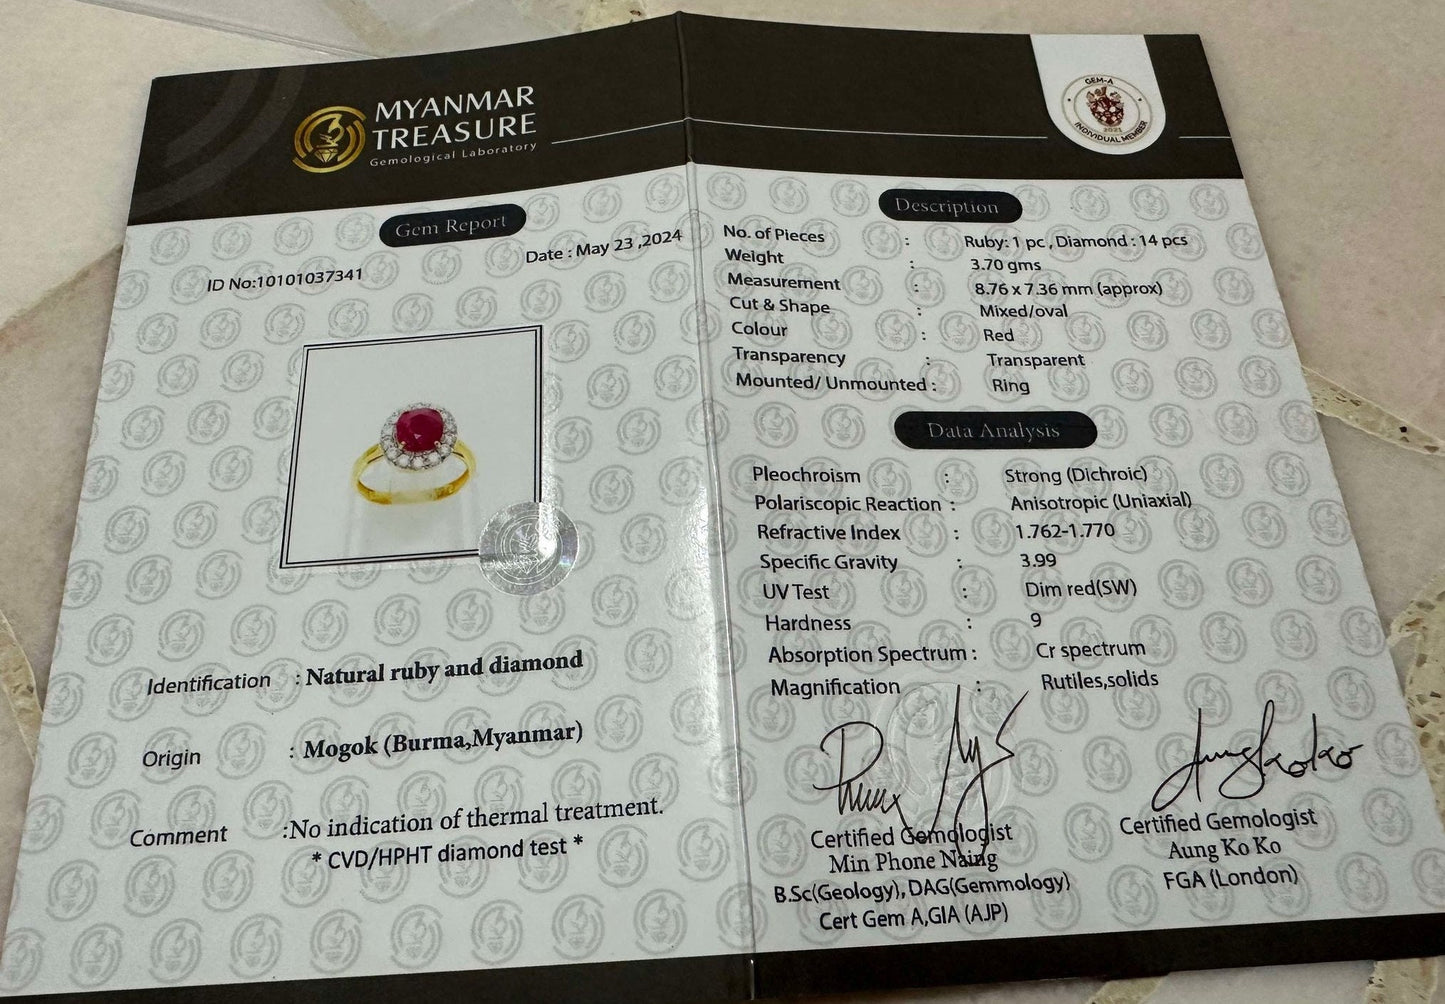 MYANMAR
TREASURE
Gemological Laboratory
Gem Report
Date : May 23 ,2024
ID No:10101037341
Identification : Natural ruby and diamond
Origin : Mogok (Burma,Myanmar)
Comment :No indication of thermal treatment.
* CVD/HPHT diamond test *
GEM-A
2021
INDIVIDUAL MEMBER
Description
No. of Pieces : Ruby: 1 pc , Diamond : 14 pcs
Weight : 3.70 gms
Measurement : 8.76 x 7.36 mm (approx)
Cut & Shape : Mixed/oval
Colour : Red
Transparency : Transparent
Mounted/ Unmounted : Ring
Data Analysis
Pleochroism : Strong (Dichroic)
Polariscopic Reaction : Anisotropic (Uniaxial)
Refractive Index : 1.762-1.770
Specific Gravity : 3.99
UV Test : Dim red(SW)
Hardness : 9
Absorption Spectrum : Cr spectrum
Magnification : Rutiles,solids
Certified Gemologist
Min Phone Naing
B.Sc(Geology), DAG(Gemmology)
Cert Gem A,GIA (AJP)
Aungkoko
Certified Gemologist
Aung Ko Ko
FGA (London)